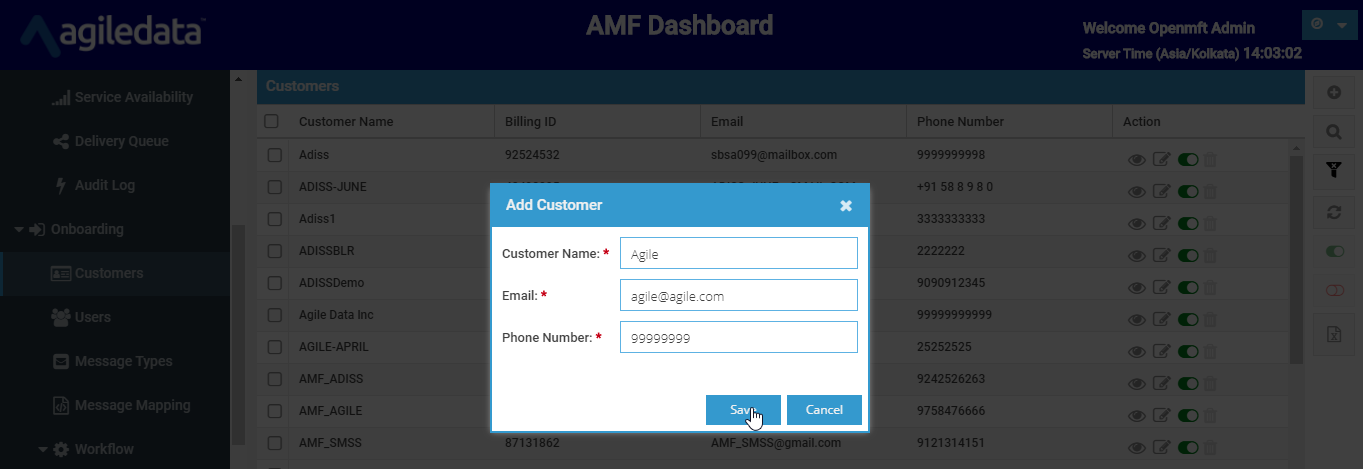 agiledata™
AMF Dashboard
Welcome Openmft Admin
Server Time (Asia/Kolkata) 14:03:02
Service Availability
Delivery Queue
Audit Log
Onboarding
Customers
Users
Message Types
Message Mapping
Workflow
Customers
Customer Name Billing ID Email Phone Number Action
Adiss 92524532 sbsa099@mailbox.com 9999999998
ADISS-JUNE +91 58 8 9 8 0
Adiss1 3333333333
ADISSBLR 2222222
ADISSDemo 9090912345
Agile Data Inc 99999999999
AGILE-APRIL 25252525
AMF_ADISS 9242526263
AMF_AGILE 9758476666
AMF_SMSS 87131862 AMF_SMSS@gmail.com 9121314151
Add Customer
Customer Name: * Agile
Email: * agile@agile.com
Phone Number: * 99999999
Save Cancel